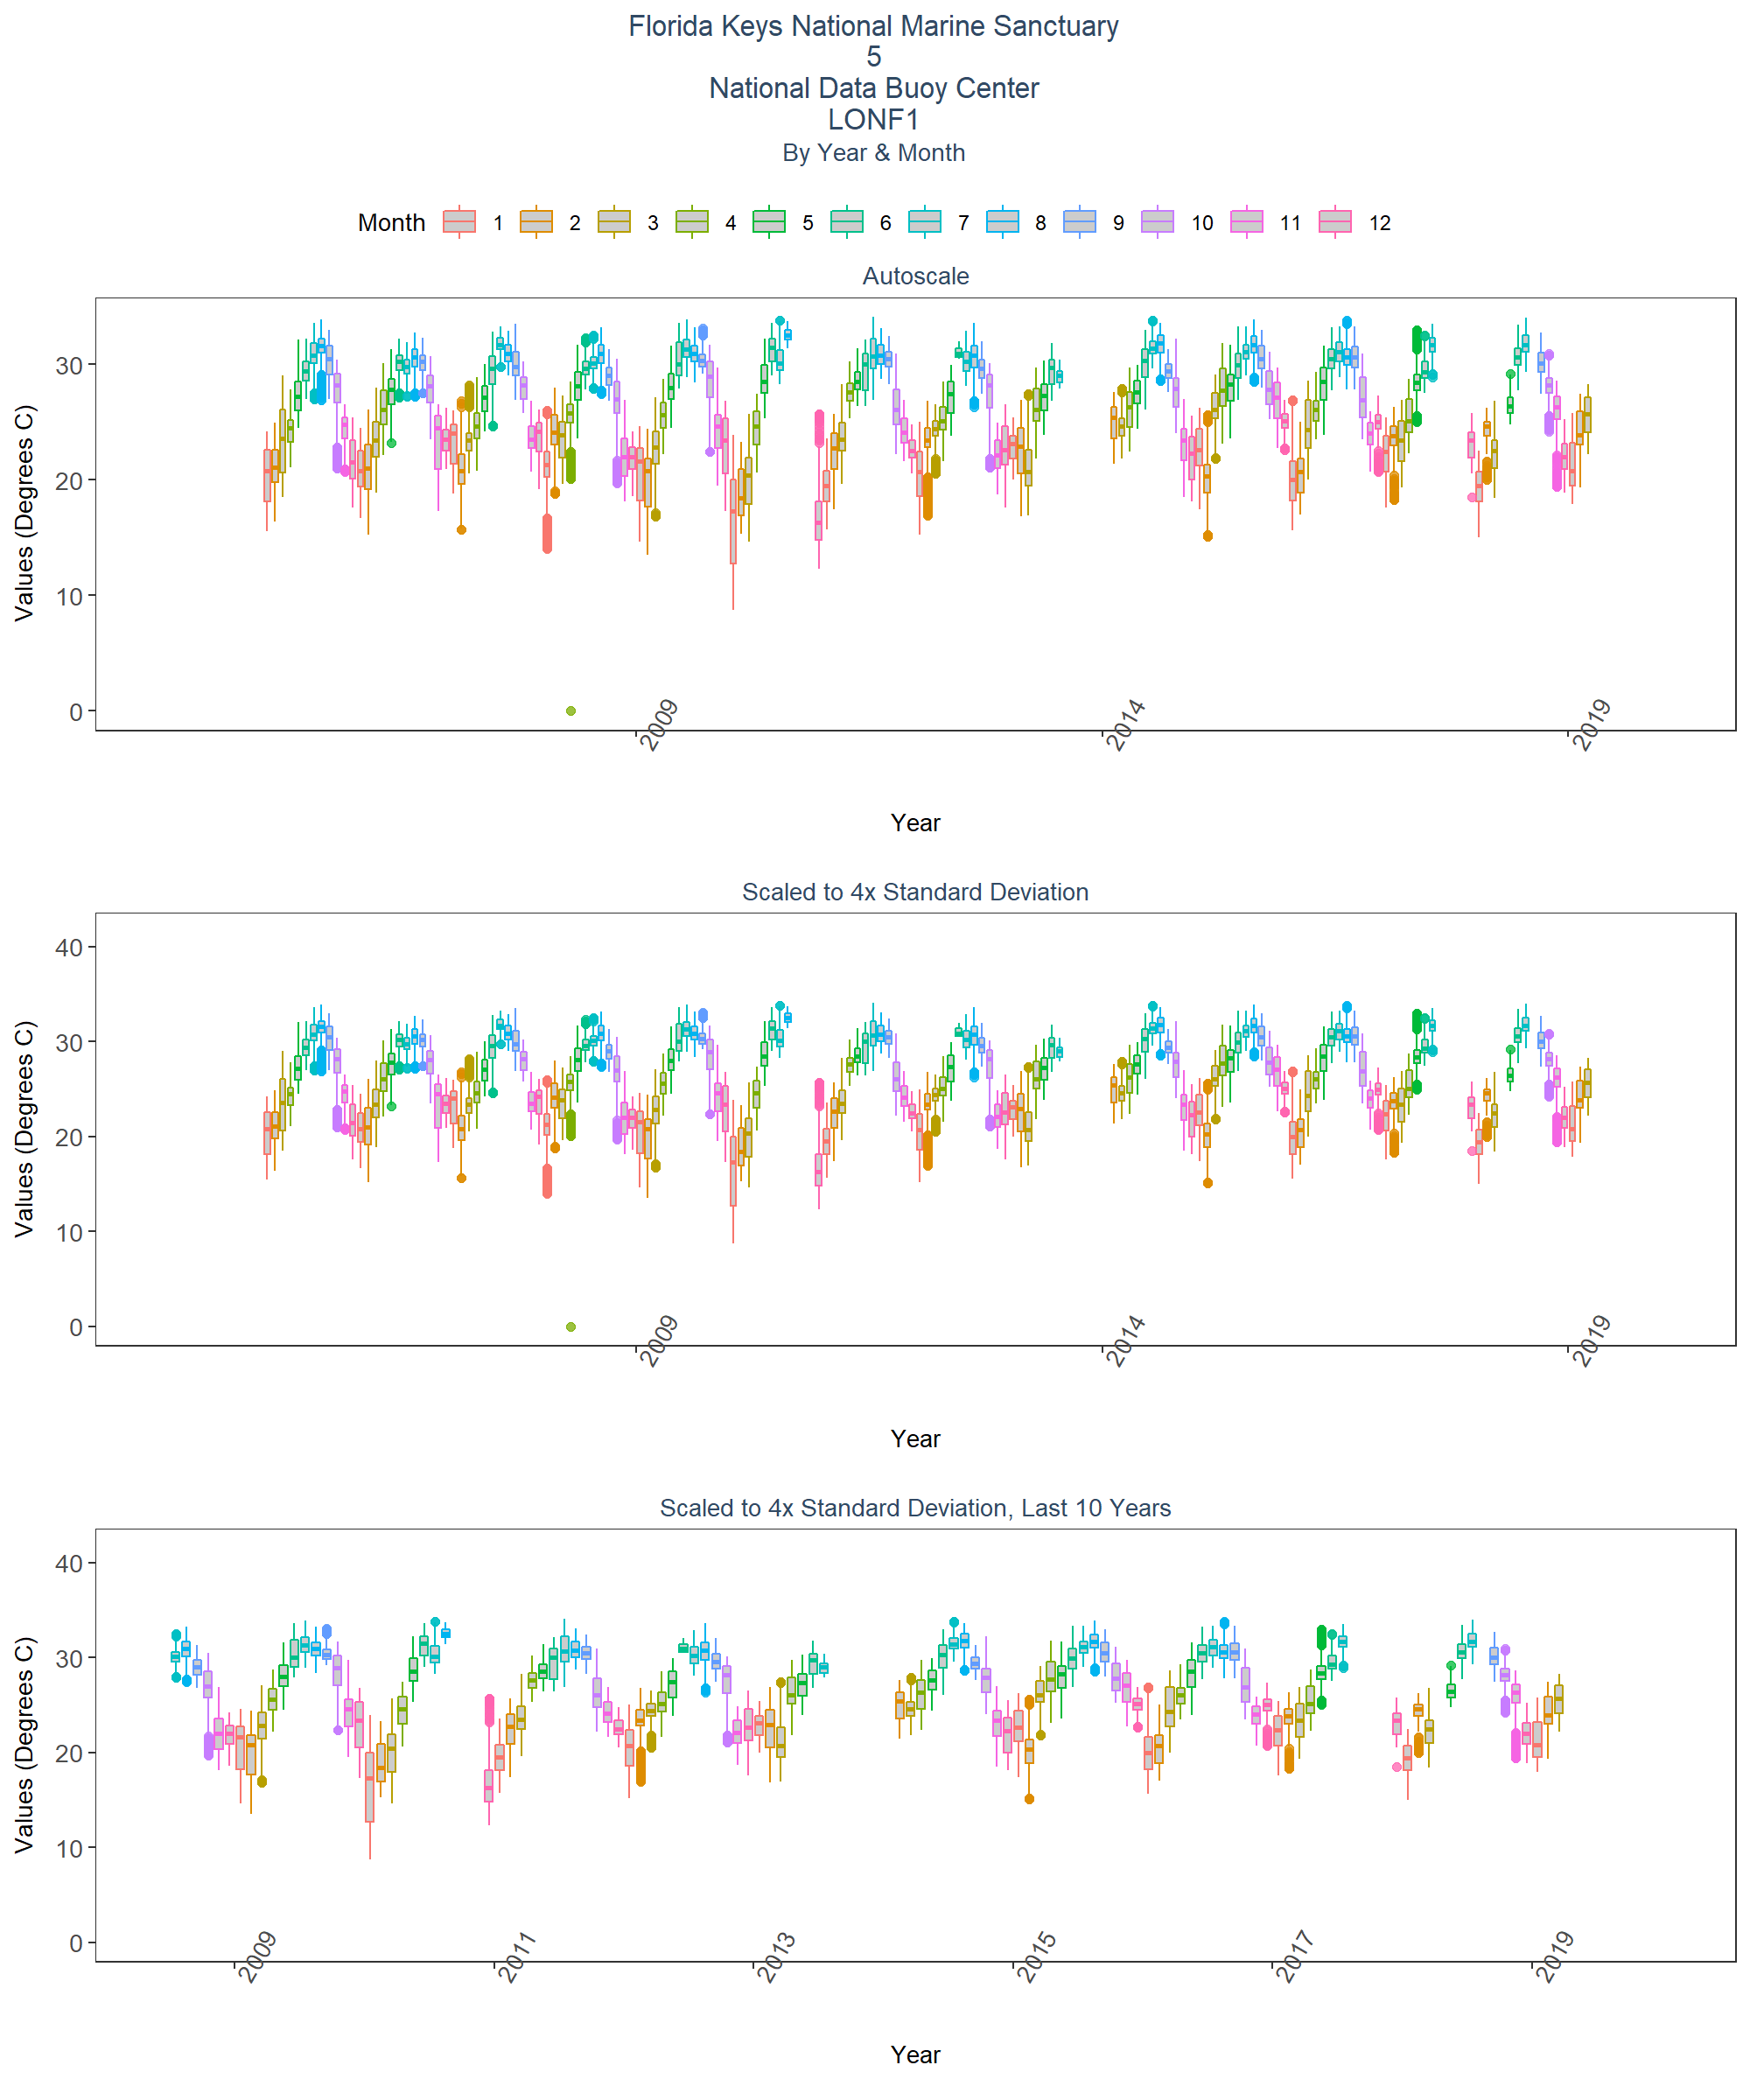 Florida Keys National Marine Sanctuary
5
National Data Buoy Center
LONF1
By Year & Month
Month 1 2 3 4 5 6 7 8 9 10 11 12
Autoscale
Values (Degrees C)
30
20
10
0
2009 2014 2019
Year
Scaled to 4x Standard Deviation
Values (Degrees C)
40
30
20
10
0
2009 2014 2019
Year
Scaled to 4x Standard Deviation, Last 10 Years
Values (Degrees C)
40
30
20
10
0
2009 2011 2013 2015 2017 2019
Year